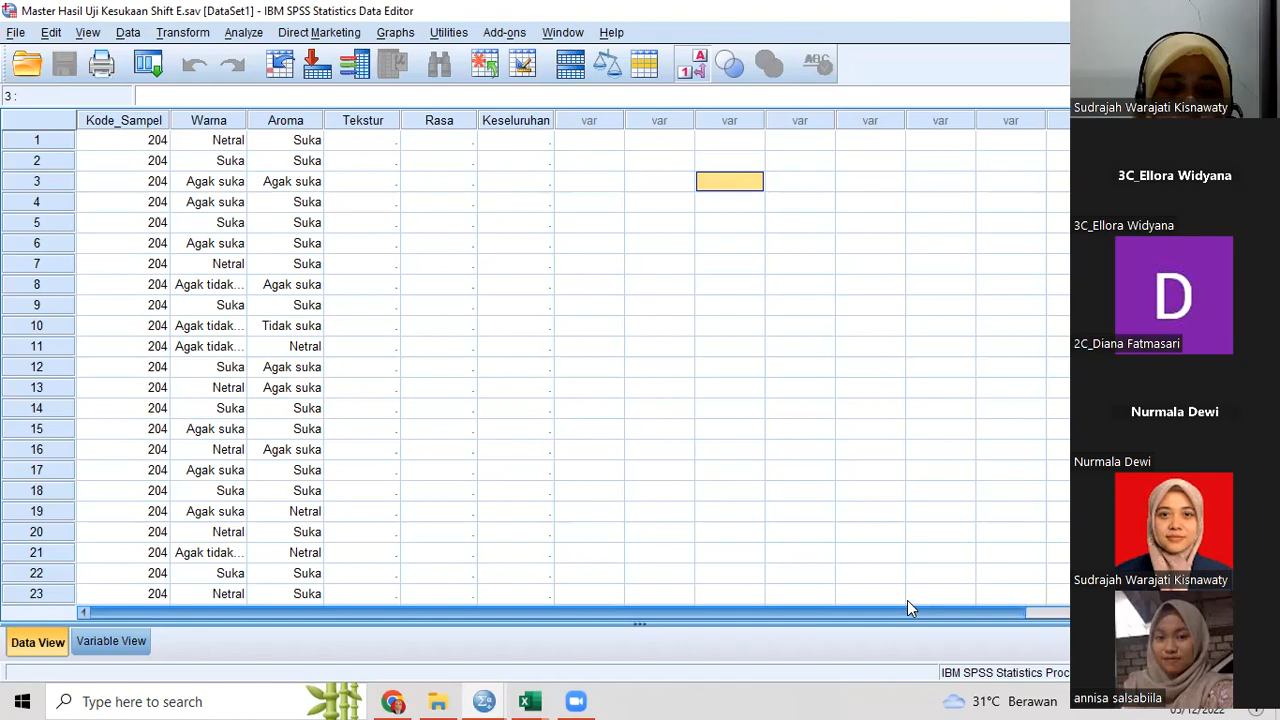 Master Hasil Uji Kesukaan Shift E.sav [DataSet1] - IBM SPSS Statistics Data Editor
File Edit View Data Transform Analyze Direct Marketing Graphs Utilities Add-ons Window Help
3 :
Kode_Sampel Warna Aroma Tekstur Rasa Keseluruhan var var var var var var var
1 204 Netral Suka . . .
2 204 Suka Suka . . .
3 204 Agak suka Agak suka . . .
4 204 Agak suka Suka . . .
5 204 Suka Suka . . .
6 204 Agak suka Suka . . .
7 204 Netral Suka . . .
8 204 Agak tidak... Agak suka . . .
9 204 Suka Suka . . .
10 204 Agak tidak... Tidak suka . . .
11 204 Agak tidak... Netral . . .
12 204 Suka Agak suka . . .
13 204 Netral Agak suka . . .
14 204 Suka Suka . . .
15 204 Agak suka Suka . . .
16 204 Netral Agak suka . . .
17 204 Agak suka Suka . . .
18 204 Suka Suka . . .
19 204 Agak suka Netral . . .
20 204 Netral Suka . . .
21 204 Agak tidak... Netral . . .
22 204 Suka Suka . . .
23 204 Netral Suka . . .
Data View Variable View
IBM SPSS Statistics Proc
Type here to search
31°C Berawan
03/12/2022
Sudrajah Warajati Kisnawaty
3C_Ellora Widyana
3C_Ellora Widyana
D
2C_Diana Fatmasari
Nurmala Dewi
Nurmala Dewi
Sudrajah Warajati Kisnawaty
annisa salsabiila